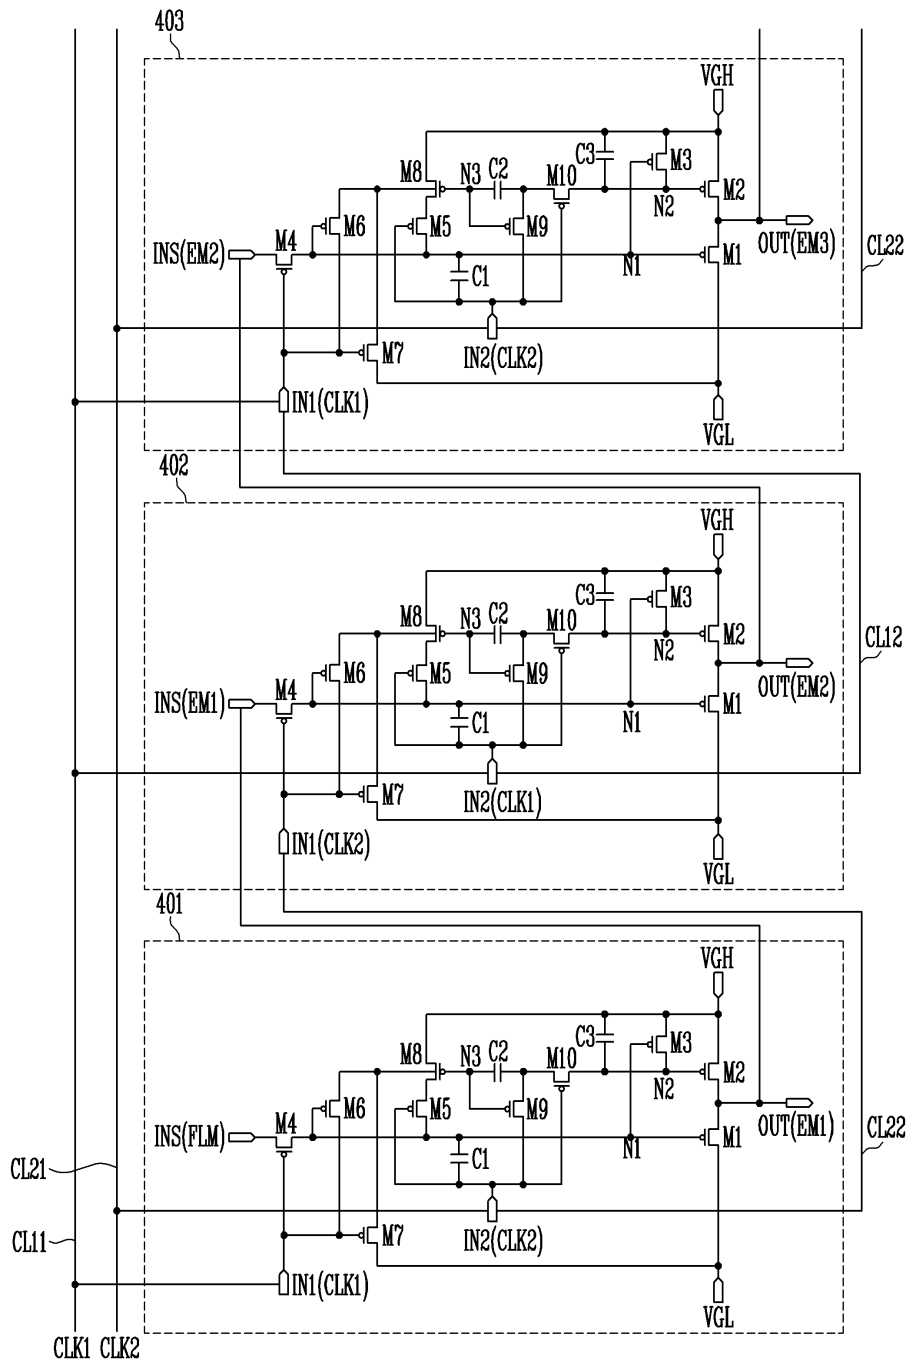 403
VGH
M8
N3
C2
M10
C3
M3
M2
N2
M6
M5
M9
INS(EM2)
M4
C1
N1
M1
OUT(EM3)
CL22
M7
IN2(CLK2)
IN1(CLK1)
VGL
402
VGH
M8
N3
C2
M10
C3
M3
M2
N2
M6
M5
M9
CL12
INS(EM1)
M4
C1
N1
M1
OUT(EM2)
M7
IN2(CLK1)
IN1(CLK2)
VGL
401
VGH
M8
N3
C2
M10
C3
M3
M2
N2
M6
M5
M9
INS(FLM)
M4
C1
N1
M1
OUT(EM1)
CL22
CL21
CL11
M7
IN2(CLK2)
IN1(CLK1)
VGL
CLK1
CLK2